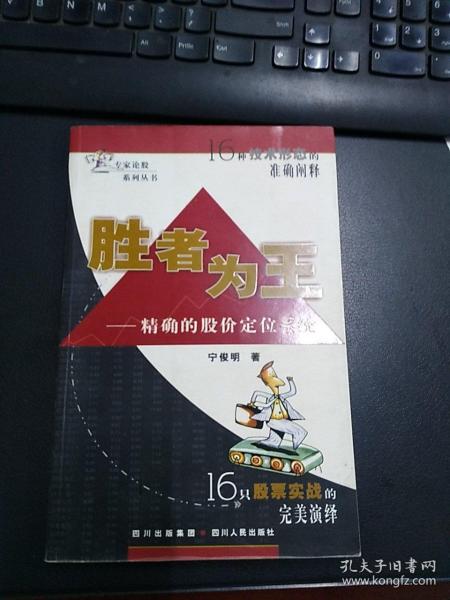 16种技术形态的
准确阐释
专家论股
系列丛书
胜者为王
——精确的股价定位系统
宁俊明 著
16只股票实战的
完美演绎
四川出版集团 四川人民出版社
孔夫子旧书网
www.kongfz.com